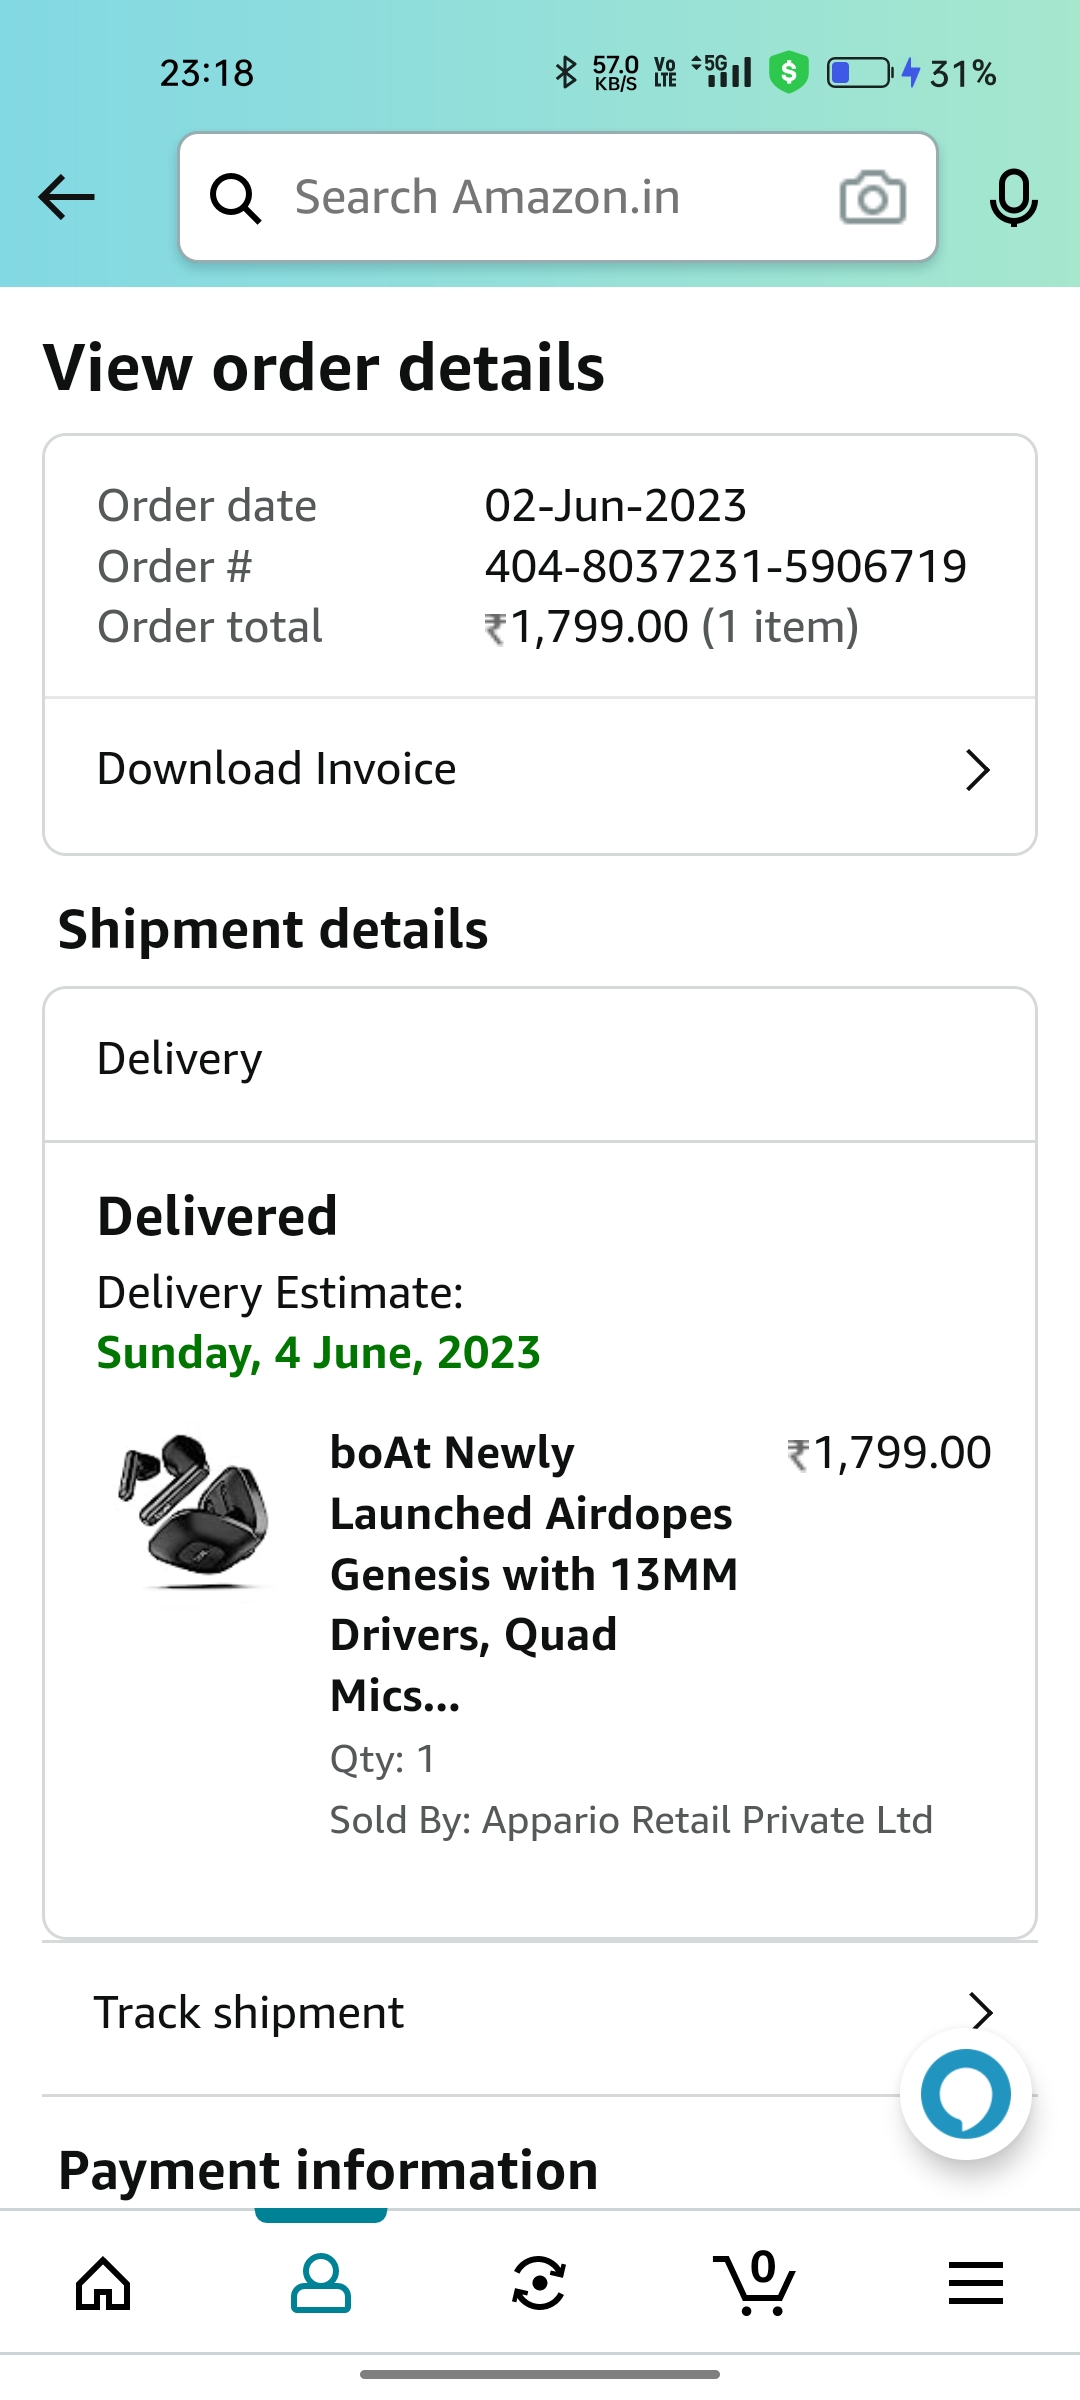 23:18
57.0 KB/S
Vo LTE
5G
$
31%
Search Amazon.in
View order details
Order date 02-Jun-2023
Order # 404-8037231-5906719
Order total ₹1,799.00 (1 item)
Download Invoice
Shipment details
Delivery
Delivered
Delivery Estimate:
Sunday, 4 June, 2023
boAt Newly ₹1,799.00
Launched Airdopes
Genesis with 13MM
Drivers, Quad
Mics...
Qty: 1
Sold By: Appario Retail Private Ltd
Track shipment
Payment information
0